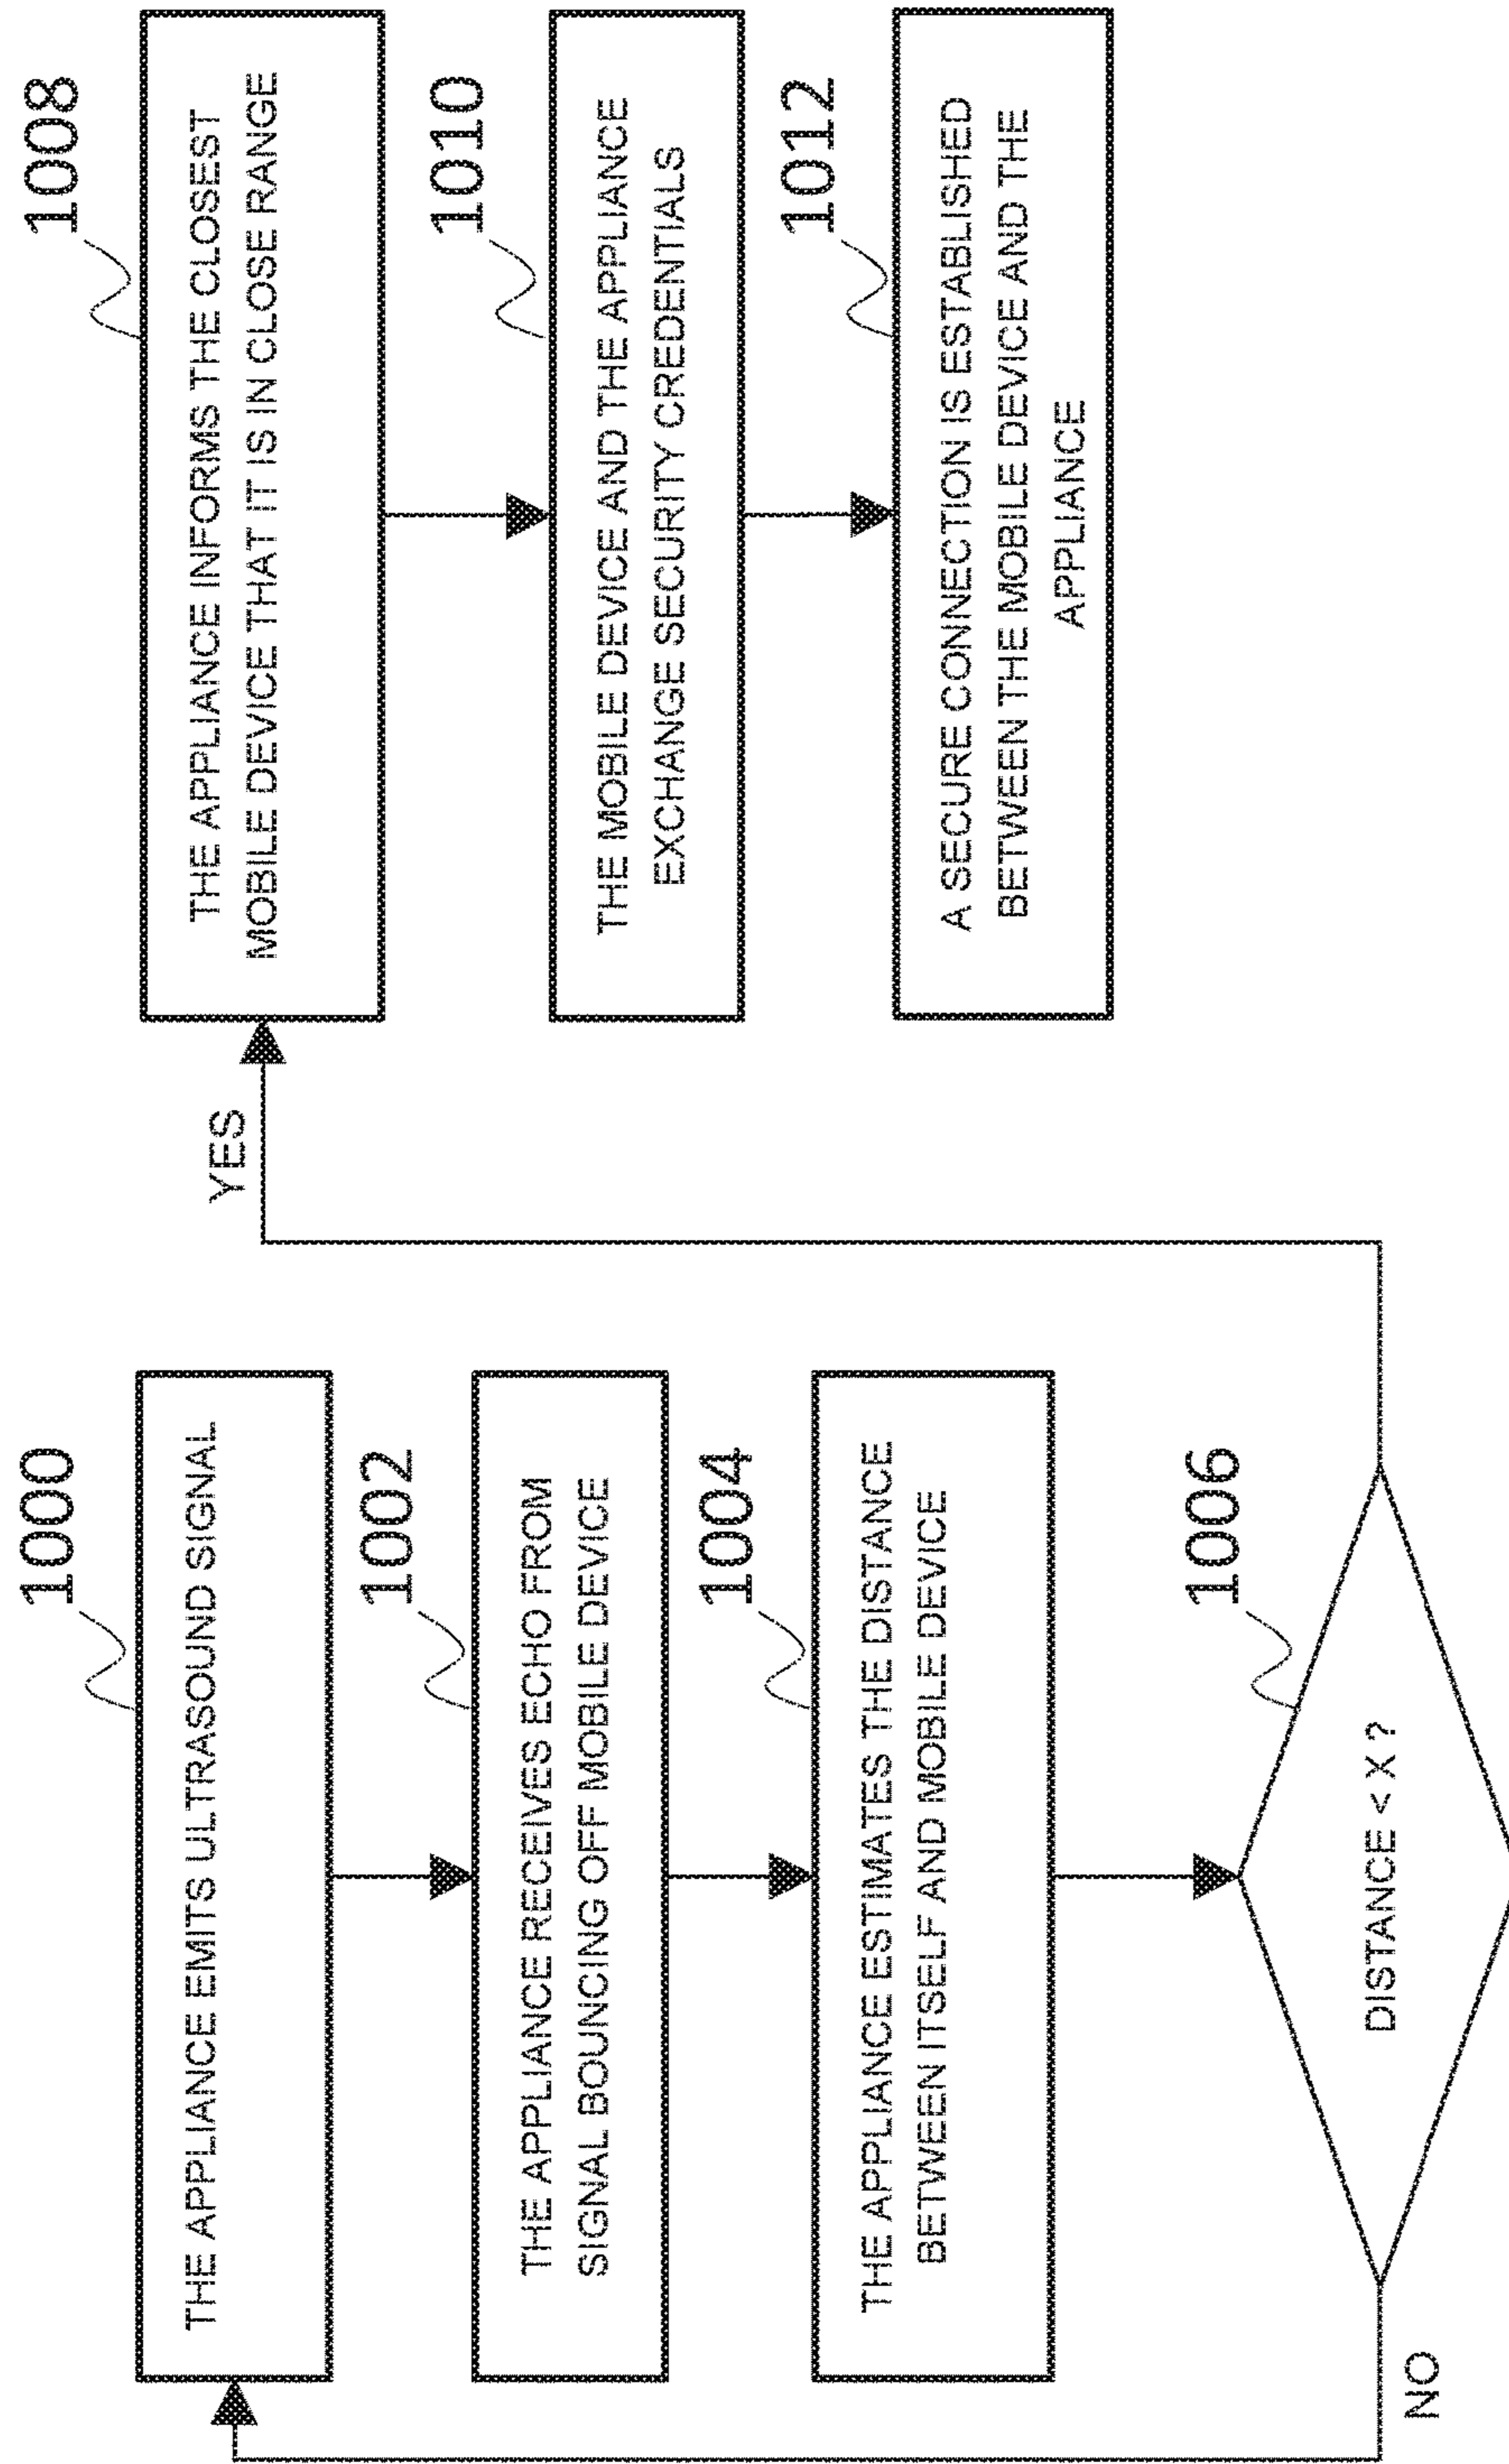 1000
THE APPLIANCE EMITS ULTRASOUND SIGNAL
1002
THE APPLIANCE RECEIVES ECHO FROM
SIGNAL BOUNCING OFF MOBILE DEVICE
1004
THE APPLIANCE ESTIMATES THE DISTANCE
BETWEEN ITSELF AND MOBILE DEVICE
1006
DISTANCE < X ?
NO
YES
1008
THE APPLIANCE INFORMS THE CLOSEST
MOBILE DEVICE THAT IT IS IN CLOSE RANGE
1010
THE MOBILE DEVICE AND THE APPLIANCE
EXCHANGE SECURITY CREDENTIALS
1012
A SECURE CONNECTION IS ESTABLISHED
BETWEEN THE MOBILE DEVICE AND THE
APPLIANCE